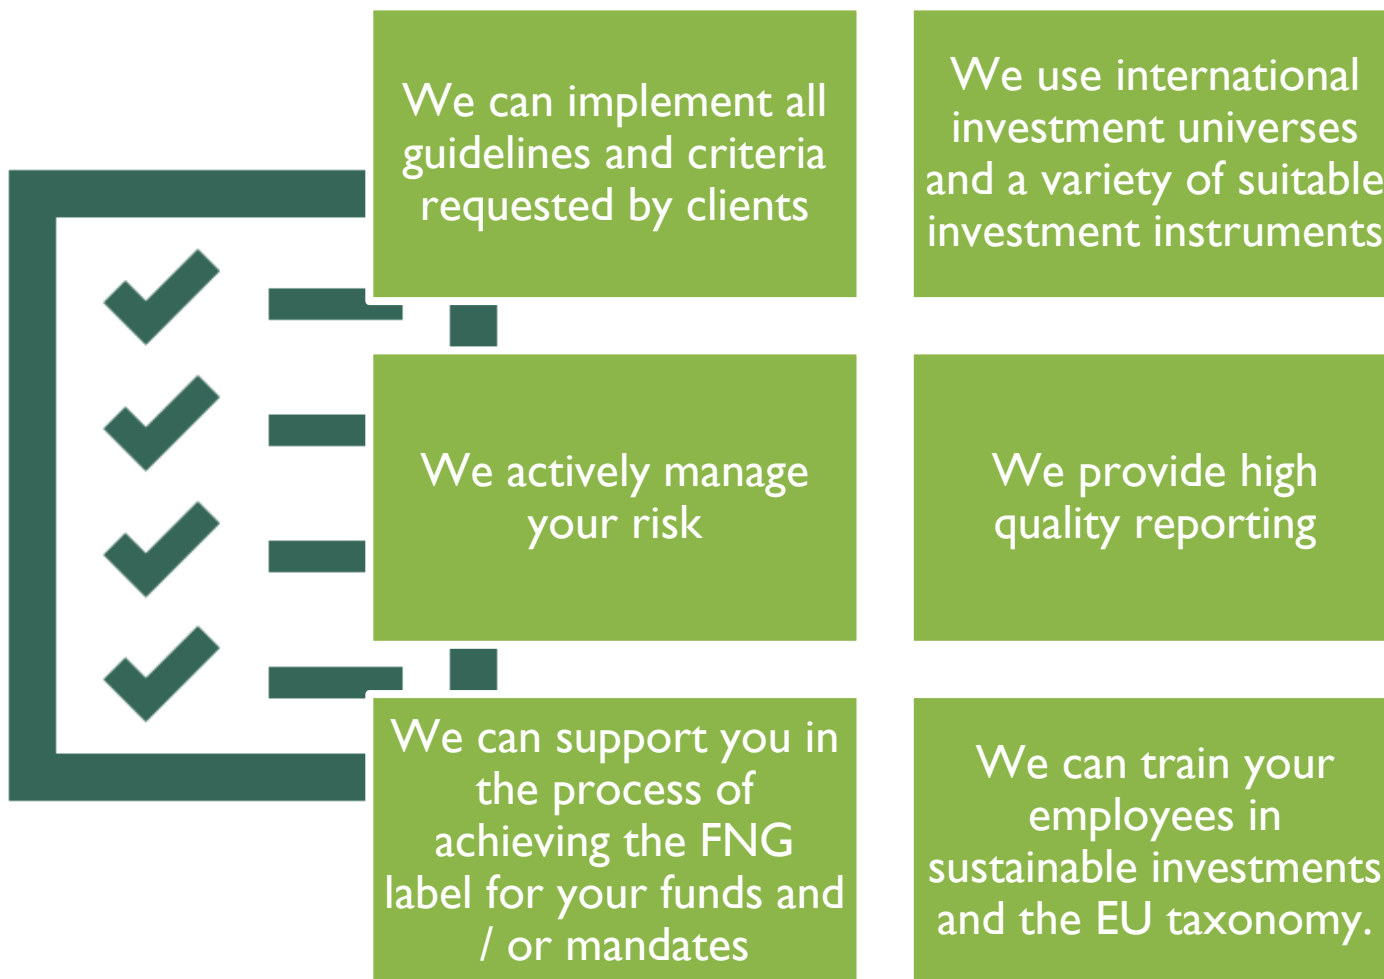 We can implement all
guidelines and criteria
requested by clients
We use international
investment universes
and a variety of suitable
investment instruments
We actively manage
your risk
We provide high
quality reporting
We can support you in
the process of
achieving the FNG
label for your funds and
/ or mandates
We can train your
employees in
sustainable investments
and the EU taxonomy.